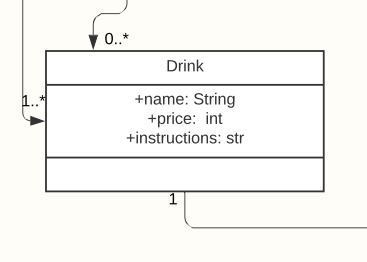 0..*
Drink
1..*
+name: String
+price: int
+instructions: str
1